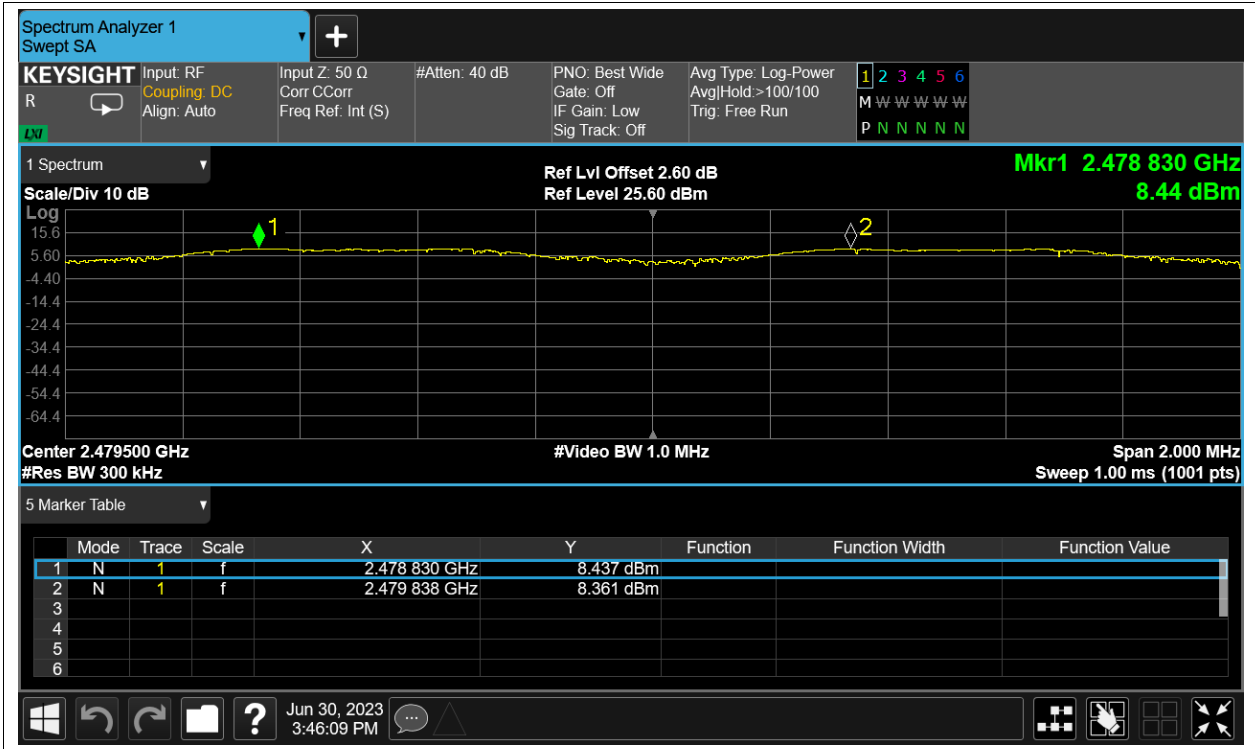 Spectrum Analyzer 1
Swept SA
+
KEYSIGHT Input: RF Input Z: 50 Ω #Atten: 40 dB PNO: Best Wide Avg Type: Log-Power 1 2 3 4 5 6
R Coupling: DC Corr CCorr Gate: Off Avg|Hold:>100/100 M W W W W W
Align: Auto Freq Ref: Int (S) IF Gain: Low Trig: Free Run
LXI Sig Track: Off P N N N N N
1 Spectrum Ref Lvl Offset 2.60 dB Mkr1 2.478 830 GHz
Scale/Div 10 dB Ref Level 25.60 dBm 8.44 dBm
Log
15.6
1
2
5.60
-4.40
-14.4
-24.4
-34.4
-44.4
-54.4
-64.4
Center 2.479500 GHz #Video BW 1.0 MHz Span 2.000 MHz
#Res BW 300 kHz Sweep 1.00 ms (1001 pts)
5 Marker Table
Mode Trace Scale X Y Function Function Width Function Value
1 N 1 f 2.478 830 GHz 8.437 dBm
2 N 1 f 2.479 838 GHz 8.361 dBm
3
4
5
6
? Jun 30, 2023
3:46:09 PM